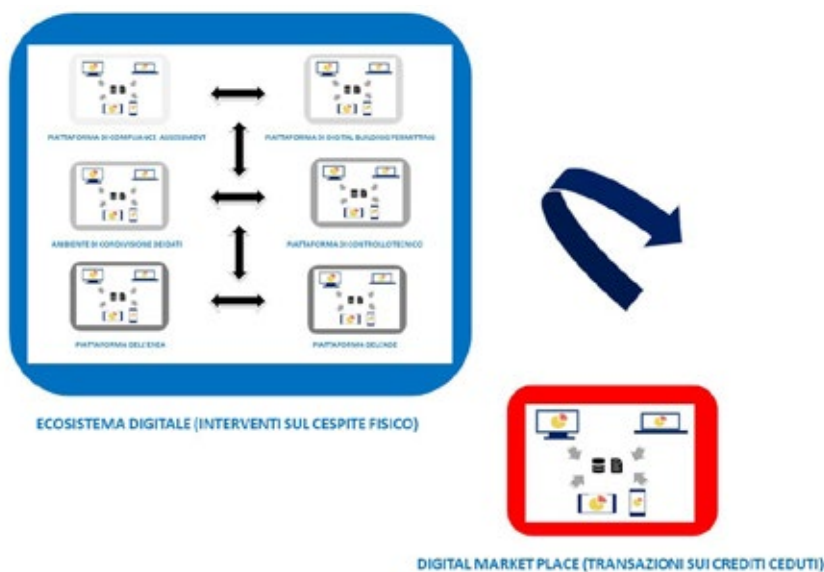 PIATTAFORMA DI COMPLIANCE ASSESSMENT
PIATTAFORMA DI DIGITAL BUILDING PERMITTING
AMBIENTE DI CONDIVISIONE DEI DATI
PIATTAFORMA DI CONTROLLO TECNICO
PIATTAFORMA DELL'ENEA
PIATTAFORMA DELL'ADE
ECOSISTEMA DIGITALE (INTERVENTI SUL CESPITE FISICO)
DIGITAL MARKET PLACE (TRANSAZIONI SUI CREDITI CEDUTI)